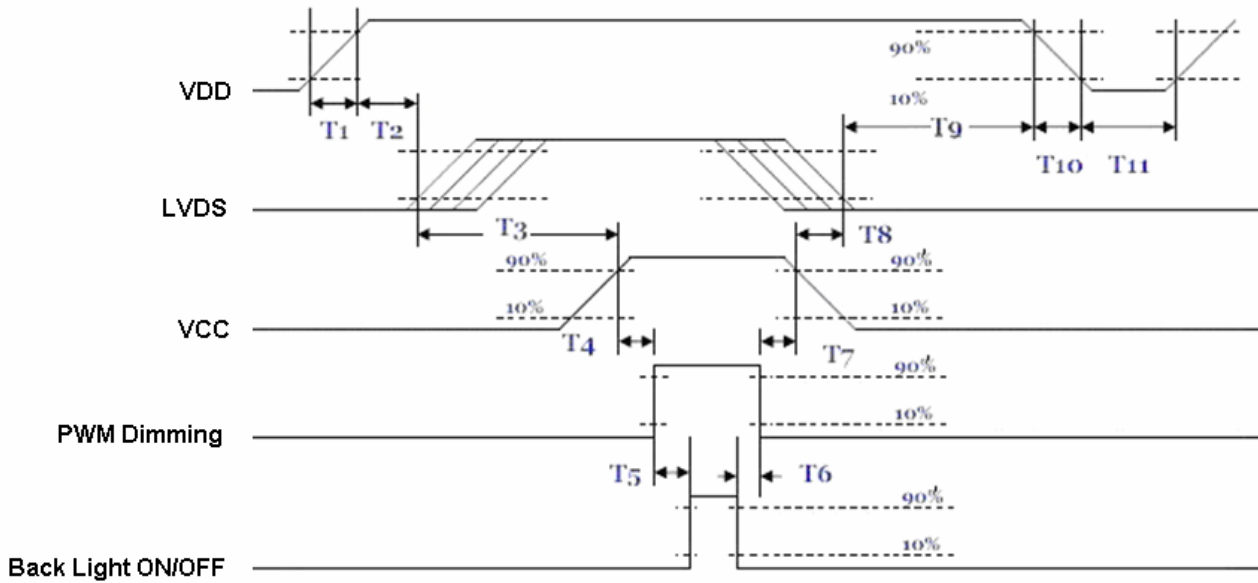 90%
VDD
10%
T1
T2
T9
T10
T11
LVDS
T3
T8
90%
90%
10%
10%
VCC
T4
T7
90%
10%
PWM Dimming
T5
T6
90%
10%
Back Light ON/OFF